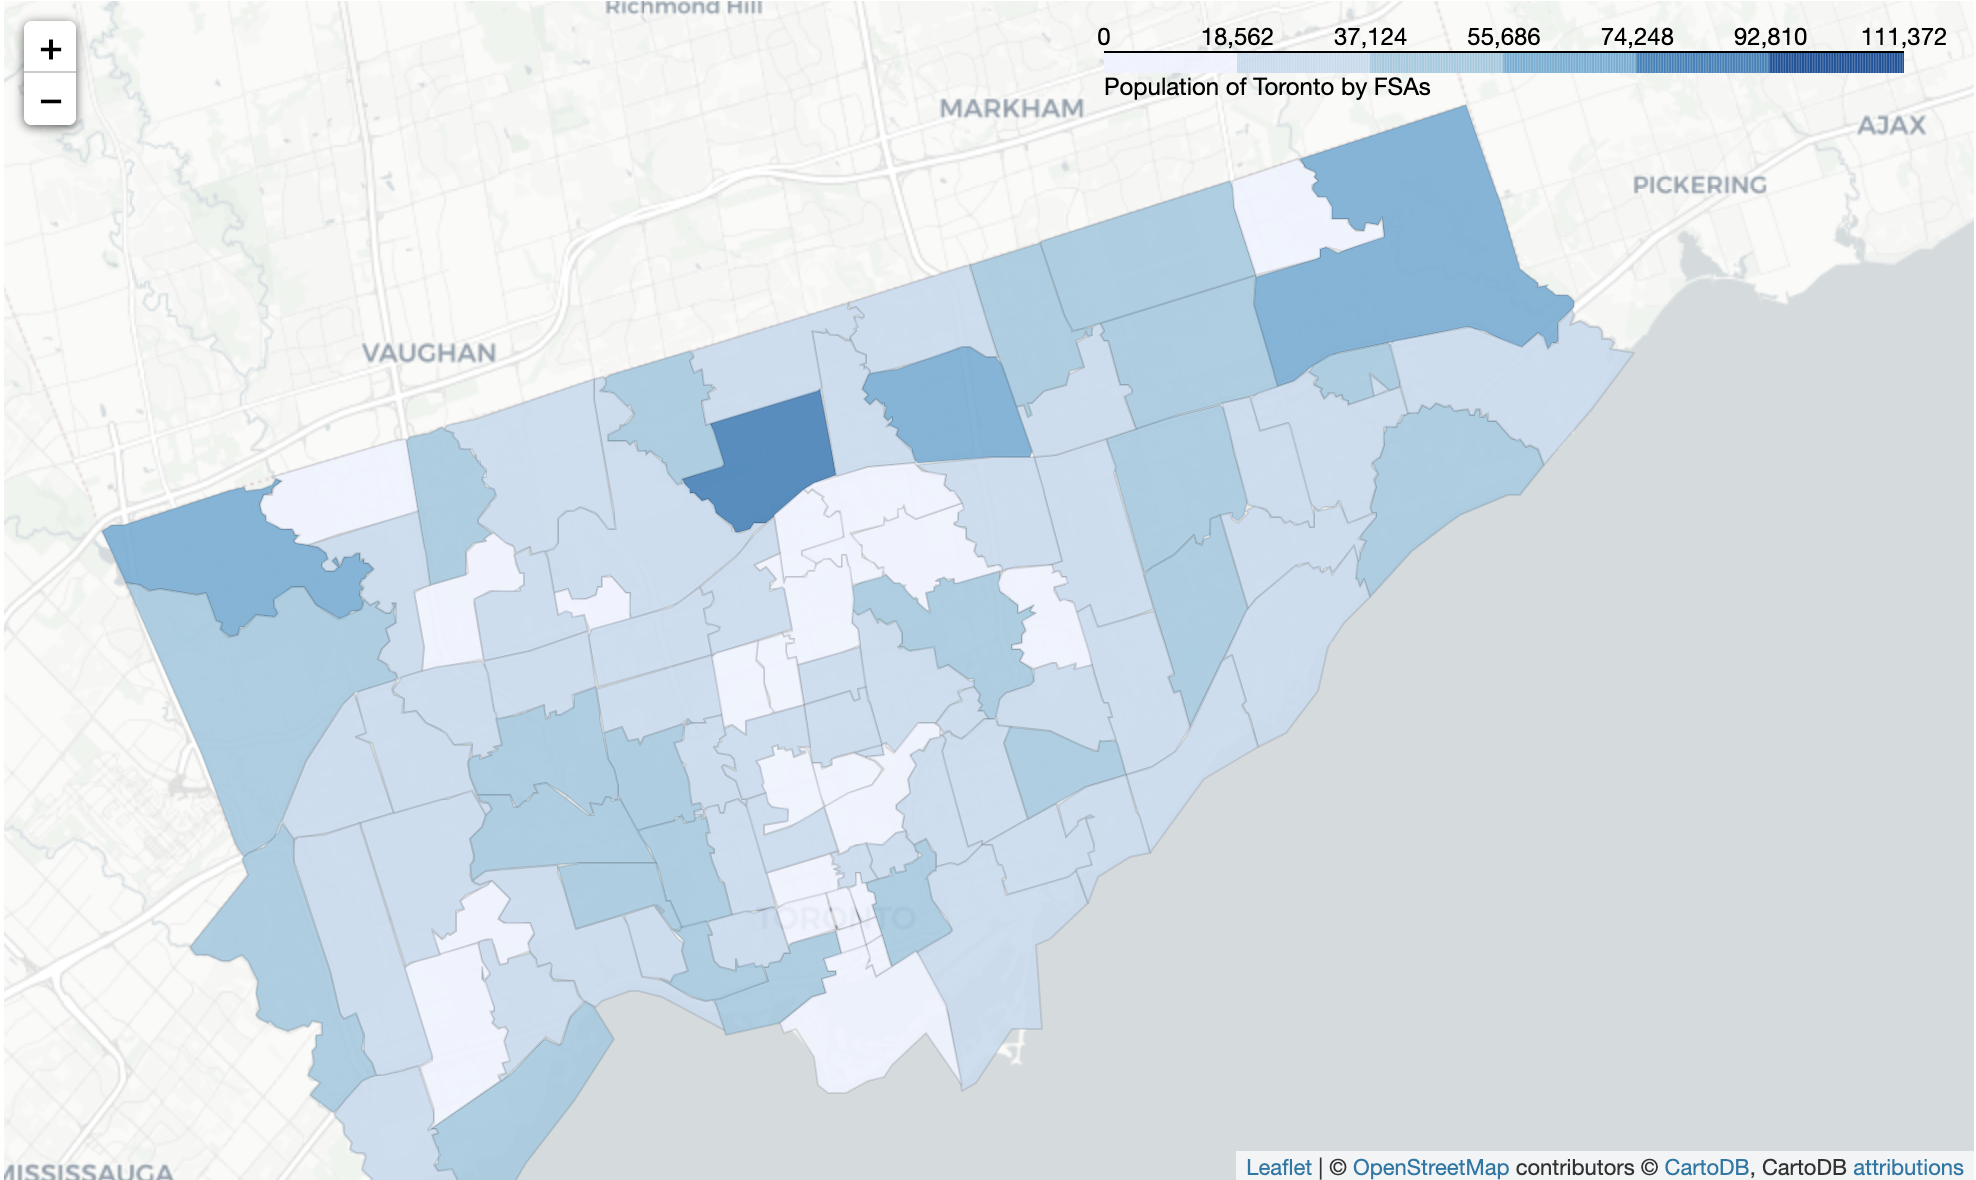 Richmond Hill
+
−
0 18,562 37,124 55,686 74,248 92,810 111,372
Population of Toronto by FSAs
MARKHAM
AJAX
PICKERING
VAUGHAN
TORONTO
MISSISSAUGA
Leaflet | © OpenStreetMap contributors © CartoDB, CartoDB attributions